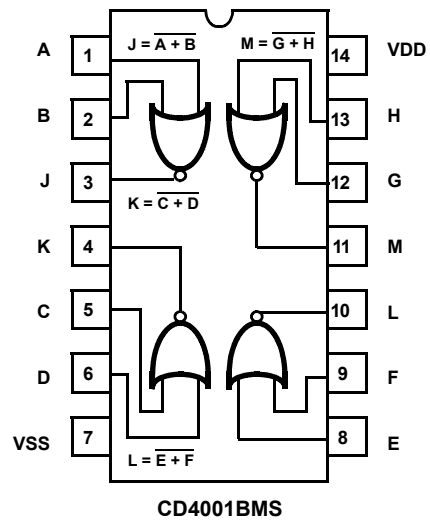 J = A + B M = G + H
A 1 14 VDD
B 2 13 H
J 3 12 G
K = C + D
K 4 11 M
C 5 10 L
D 6 9 F
VSS 7 8 E
L = E + F
CD4001BMS